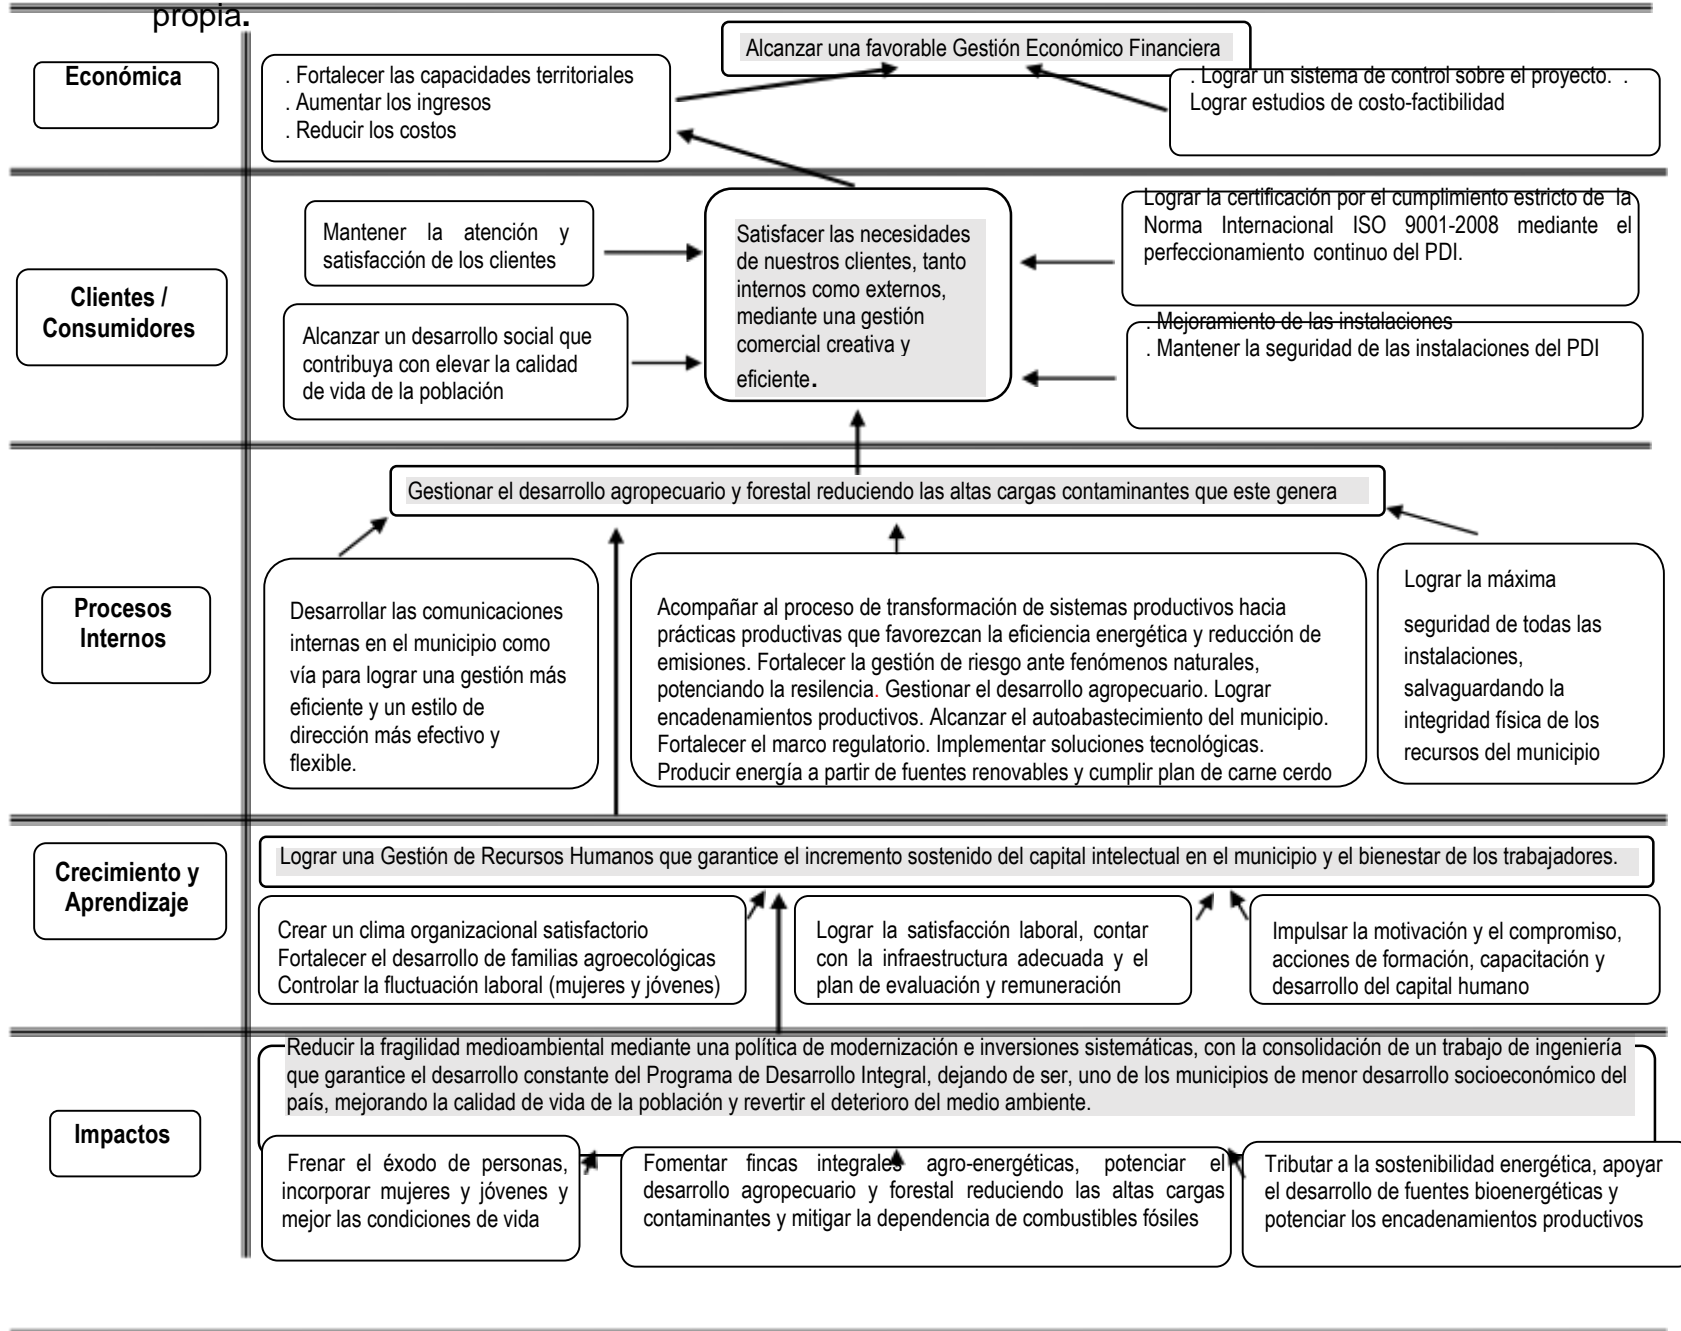 propia.
Económica
Alcanzar una favorable Gestión Económico Financiera
. Fortalecer las capacidades territoriales
. Aumentar los ingresos
. Reducir los costos
. Lograr un sistema de control sobre el proyecto. .
Lograr estudios de costo-factibilidad
Clientes /
Consumidores
Mantener la atención y
satisfacción de los clientes
Alcanzar un desarrollo social que
contribuya con elevar la calidad
de vida de la población
Satisfacer las necesidades
de nuestros clientes, tanto
internos como externos,
mediante una gestión
comercial creativa y
eficiente.
Lograr la certificación por el cumplimiento estricto de la
Norma Internacional ISO 9001-2008 mediante el
perfeccionamiento continuo del PDI.
. Mejoramiento de las instalaciones
. Mantener la seguridad de las instalaciones del PDI
Procesos
Internos
Gestionar el desarrollo agropecuario y forestal reduciendo las altas cargas contaminantes que este genera
Desarrollar las comunicaciones
internas en el municipio como
vía para lograr una gestión más
eficiente y un estilo de
dirección más efectivo y
flexible.
Acompañar al proceso de transformación de sistemas productivos hacia
prácticas productivas que favorezcan la eficiencia energética y reducción de
emisiones. Fortalecer la gestión de riesgo ante fenómenos naturales,
potenciando la resilencia. Gestionar el desarrollo agropecuario. Lograr
encadenamientos productivos. Alcanzar el autoabastecimiento del municipio.
Fortalecer el marco regulatorio. Implementar soluciones tecnológicas.
Producir energía a partir de fuentes renovables y cumplir plan de carne cerdo
Lograr la máxima
seguridad de todas las
instalaciones,
salvaguardando la
integridad física de los
recursos del municipio
Crecimiento y
Aprendizaje
Lograr una Gestión de Recursos Humanos que garantice el incremento sostenido del capital intelectual en el municipio y el bienestar de los trabajadores.
Crear un clima organizacional satisfactorio
Fortalecer el desarrollo de familias agroecológicas
Controlar la fluctuación laboral (mujeres y jóvenes)
Lograr la satisfacción laboral, contar
con la infraestructura adecuada y el
plan de evaluación y remuneración
Impulsar la motivación y el compromiso,
acciones de formación, capacitación y
desarrollo del capital humano
Impactos
Reducir la fragilidad medioambiental mediante una política de modernización e inversiones sistemáticas, con la consolidación de un trabajo de ingeniería
que garantice el desarrollo constante del Programa de Desarrollo Integral, dejando de ser, uno de los municipios de menor desarrollo socioeconómico del
país, mejorando la calidad de vida de la población y revertir el deterioro del medio ambiente.
Frenar el éxodo de personas,
incorporar mujeres y jóvenes y
mejor las condiciones de vida
Fomentar fincas integrales agro-energéticas, potenciar el
desarrollo agropecuario y forestal reduciendo las altas cargas
contaminantes y mitigar la dependencia de combustibles fósiles
Tributar a la sostenibilidad energética, apoyar
el desarrollo de fuentes bioenergéticas y
potenciar los encadenamientos productivos